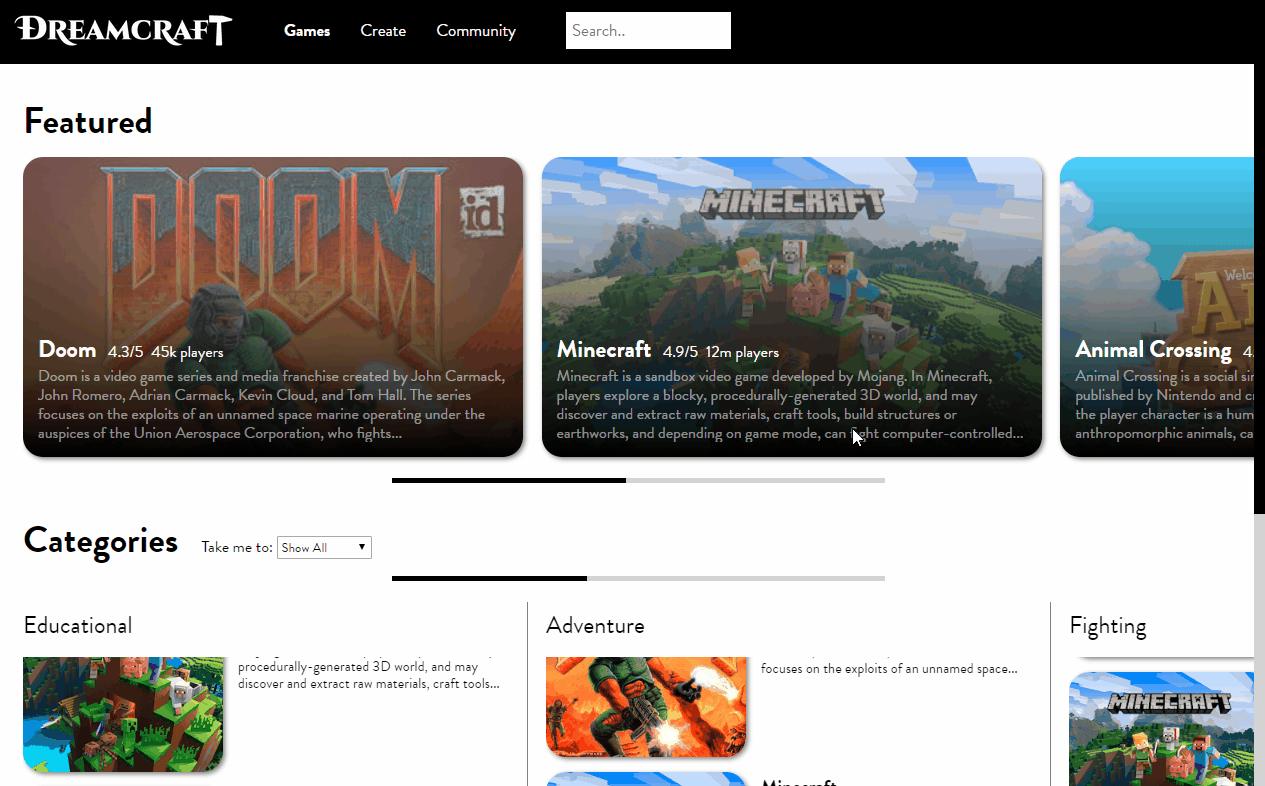 DREAMCRAFT
Games
Create
Community
Search..
Featured
DOOM
id
Doom 4.3/5 45k players
Doom is a video game series and media franchise created by John Carmack,
John Romero, Adrian Carmack, Kevin Cloud, and Tom Hall. The series
focuses on the exploits of an unnamed space marine operating under the
auspices of the Union Aerospace Corporation, who fights...
MINECRAFT
Minecraft 4.9/5 12m players
Minecraft is a sandbox video game developed by Mojang. In Minecraft,
players explore a blocky, procedurally-generated 3D world, and may
discover and extract raw materials, craft tools, build structures or
earthworks, and depending on game mode, can fight computer-controlled...
Welc
A
Animal Crossing 4.
Animal Crossing is a social si
published by Nintendo and c
the player character is a hum
anthropomorphic animals, ca
Categories
Take me to: Show All
Educational
procedurally-generated 3D world, and may
discover and extract raw materials, craft tools...
Adventure
focuses on the exploits of an unnamed space...
Minecraft
Fighting
MINECRAFT